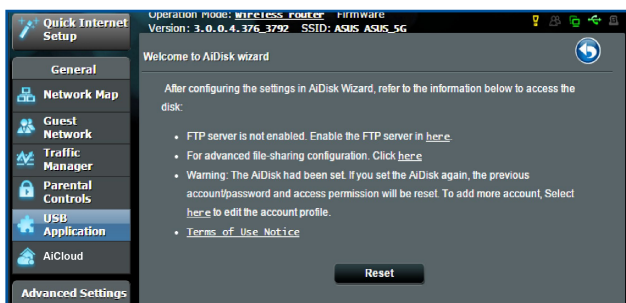 Quick Internet
Setup
Operation Mode: Wireless router Firmware
Version: 3.0.0.4.376_3792 SSID: ASUS ASUS_5G
General
Network Map
Guest
Network
Traffic
Manager
Parental
Controls
USB
Application
AiCloud
Advanced Settings
Welcome to AiDisk wizard
After configuring the settings in AiDisk Wizard, refer to the information below to access the
disk:
• FTP server is not enabled. Enable the FTP server in here.
• For advanced file-sharing configuration. Click here
• Warning: The AiDisk had been set. If you set the AiDisk again, the previous
account/password and access permission will be reset. To add more account, Select
here to edit the account profile.
• Terms of Use Notice
Reset